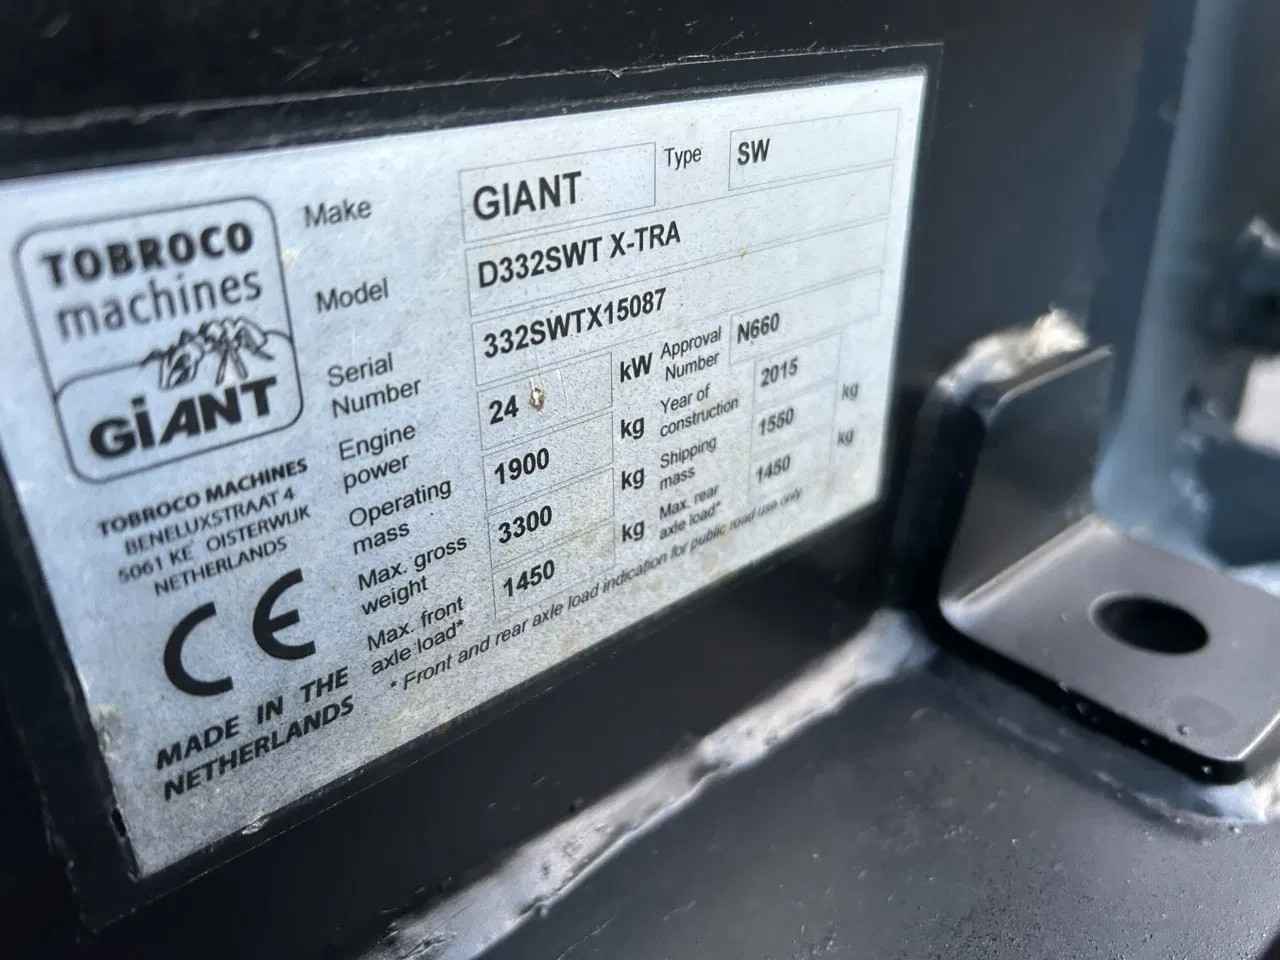 TOBROCO
machines
GiANT
TOBROCO MACHINES
BENELUXSTRAAT 4
5061 KE OISTERWIJK
NETHERLANDS
CE
MADE IN THE
NETHERLANDS
Make GIANT Type SW
Model D332SWT X-TRA
Serial Number 332SWTX15087
Engine power 24 kW Approval Number N660
Operating mass 1900 kg Year of construction 2015
Max. gross weight 3300 kg Shipping mass 1550 kg
Max. front axle load* 1450 kg Max. rear axle load* 1450 kg
* Front and rear axle load indication for public road use only